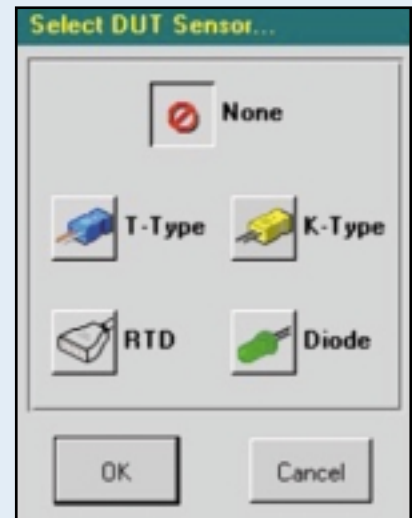 Select DUT Sensor...
None
T-Type K-Type
RTD Diode
OK Cancel